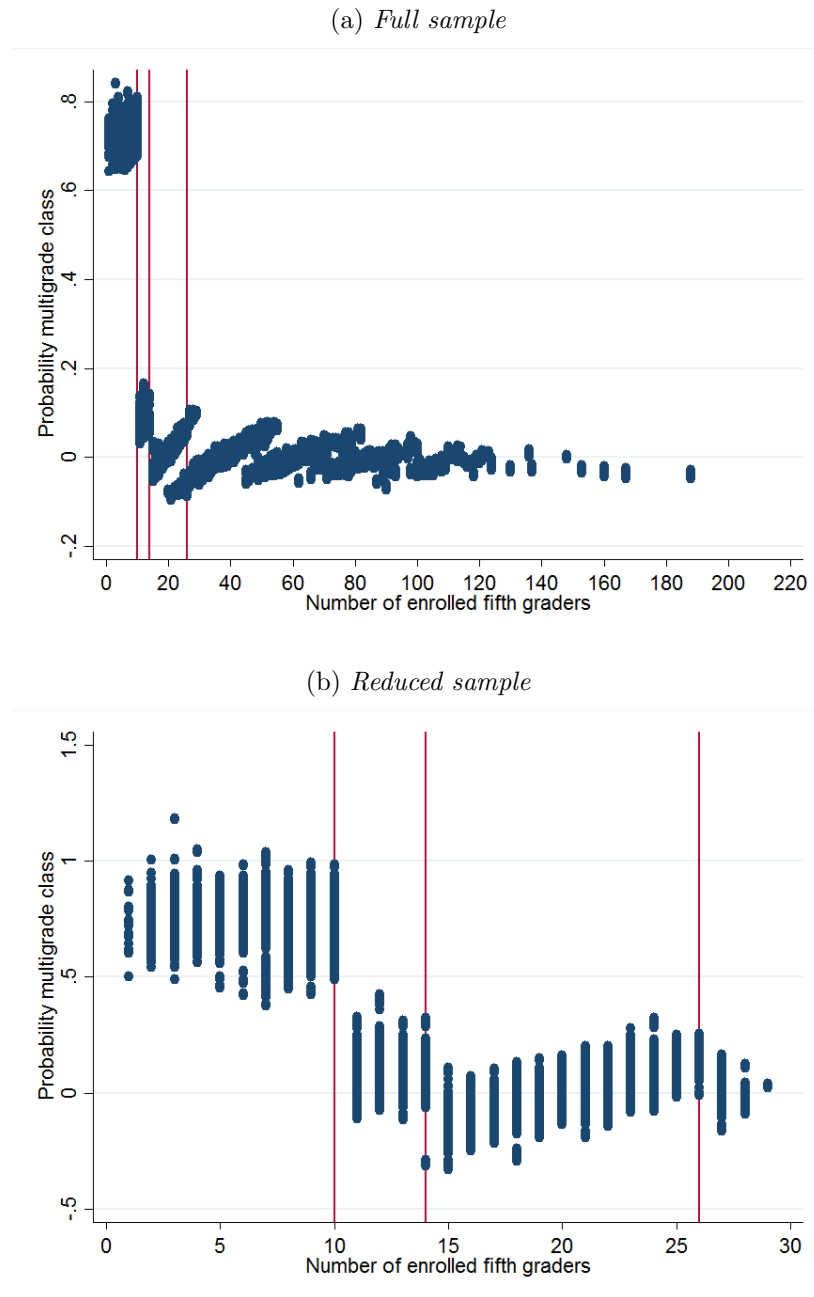 (a) Full sample
Probability multigrade class
.8
.6
.4
.2
0
-.2
0 20 40 60 80 100 120 140 160 180 200 220
Number of enrolled fifth graders
(b) Reduced sample
Probability multigrade class
1.5
1
.5
0
-.5
0 5 10 15 20 25 30
Number of enrolled fifth graders